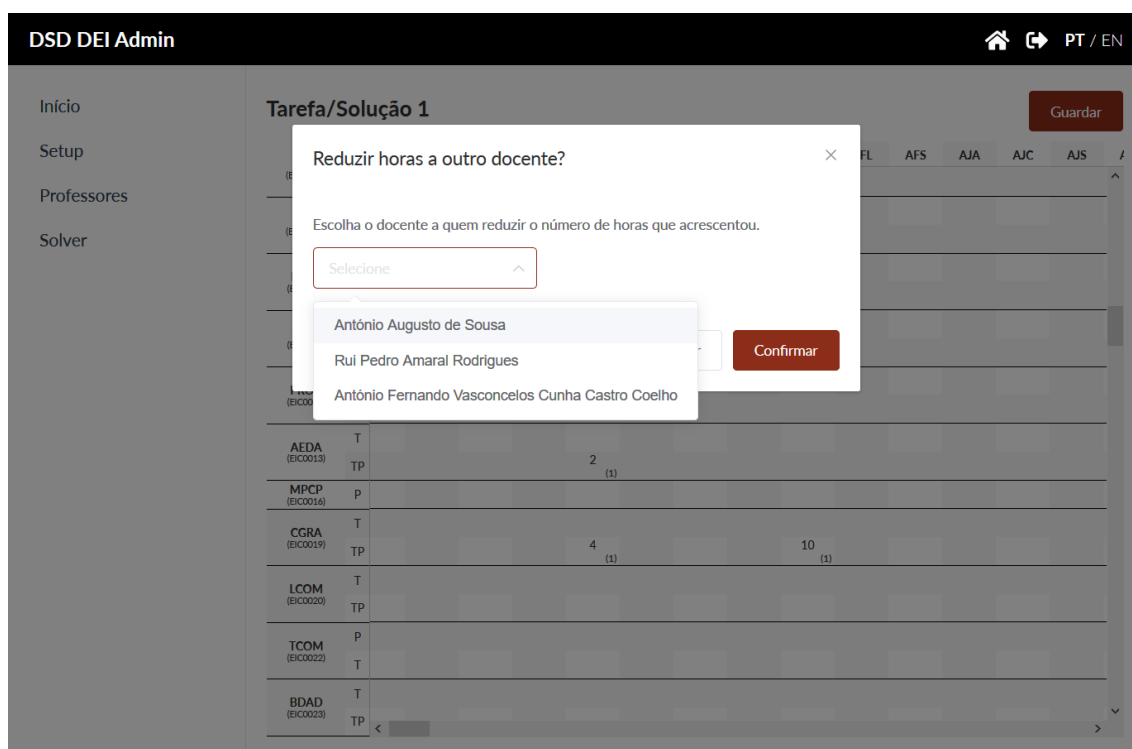 DSD DEI Admin
PT / EN
Início
Setup
Professores
Solver
Tarefa/Solução 1
Guardar
FL AFS AJA AJC AJS
Reduzir horas a outro docente?
Escolha o docente a quem reduzir o número de horas que acrescentou.
Selecione
António Augusto de Sousa
Rui Pedro Amaral Rodrigues
António Fernando Vasconcelos Cunha Castro Coelho
Confirmar
AEDA T
(EIC0013) TP 2 (1)
MPCP P
(EIC0016)
CGRA T
(EIC0019) TP 4 (1) 10 (1)
LCOM T
(EIC0020) TP
TCOM P
(EIC0022) T
BDAD T
(EIC0023) TP